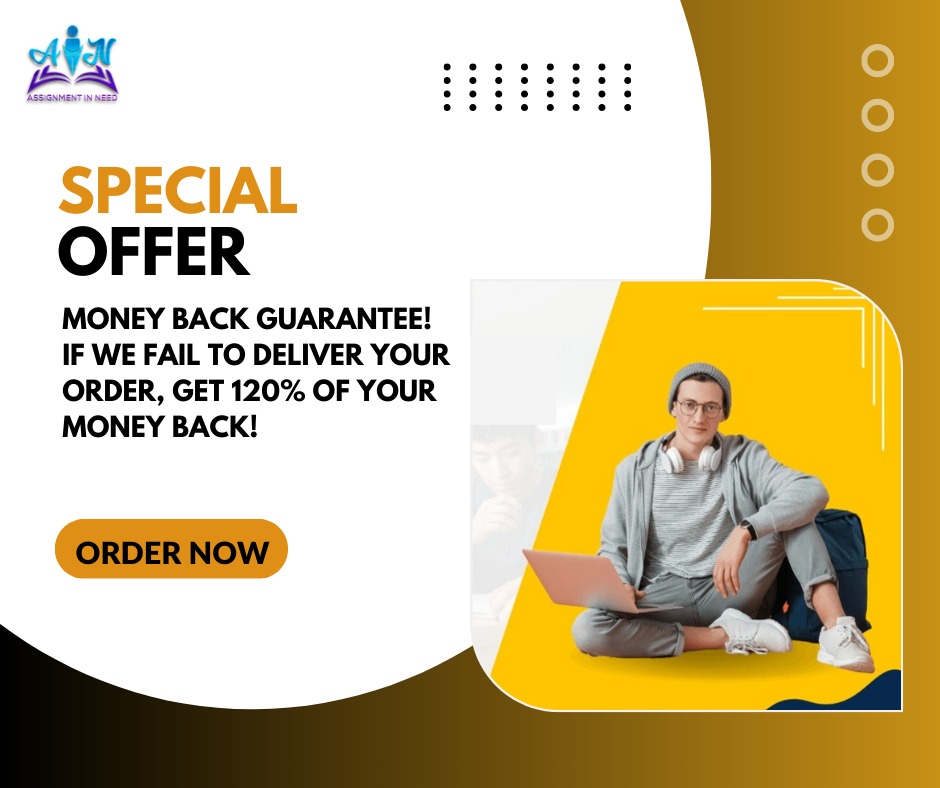 AIN
ASSIGNMENT IN NEED
SPECIAL
OFFER
MONEY BACK GUARANTEE!
IF WE FAIL TO DELIVER YOUR
ORDER, GET 120% OF YOUR
MONEY BACK!
ORDER NOW